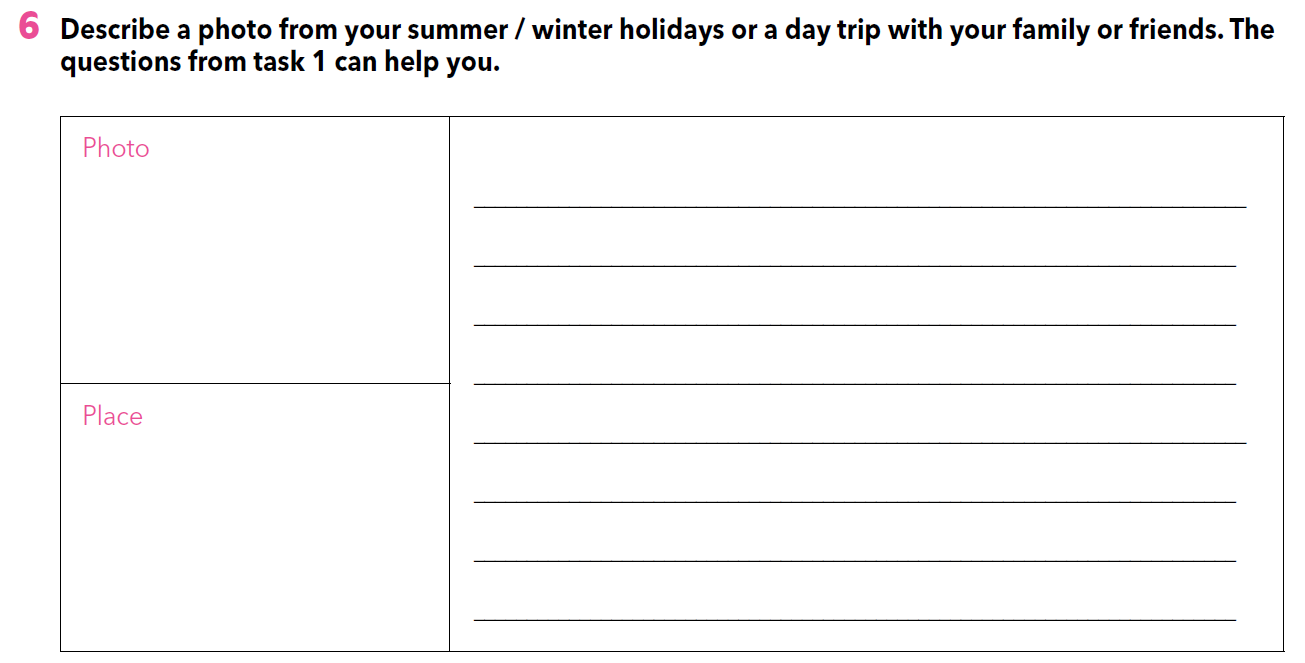 6 Describe a photo from your summer / winter holidays or a day trip with your family or friends. The
questions from task 1 can help you.
Photo
Place